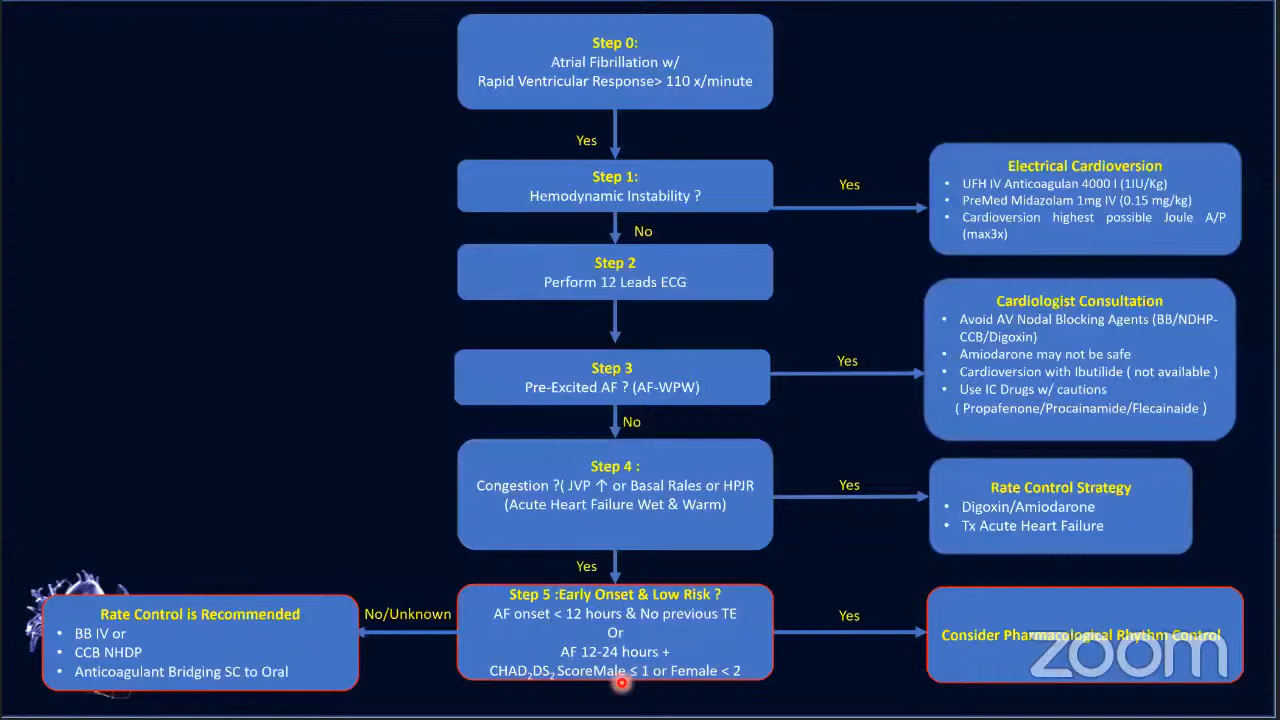 Step 0:
Atrial Fibrillation w/
Rapid Ventricular Response> 110 x/minute
Yes
Step 1:
Hemodynamic Instability ?
Yes
Electrical Cardioversion
• UFH IV Anticoagulan 4000 I (1IU/Kg)
• PreMed Midazolam 1mg IV (0.15 mg/kg)
• Cardioversion highest possible Joule A/P
(max3x)
No
Step 2
Perform 12 Leads ECG
Step 3
Pre-Excited AF ? (AF-WPW)
Yes
Cardiologist Consultation
• Avoid AV Nodal Blocking Agents (BB/NDHP-
CCB/Digoxin)
• Amiodarone may not be safe
• Cardioversion with Ibutilide ( not available )
• Use IC Drugs w/ cautions
( Propafenone/Procainamide/Flecainaide )
No
Step 4 :
Congestion ?( JVP ↑ or Basal Rales or HPJR
(Acute Heart Failure Wet & Warm)
Yes
Rate Control Strategy
• Digoxin/Amiodarone
• Tx Acute Heart Failure
Yes
Step 5 :Early Onset & Low Risk ?
AF onset < 12 hours & No previous TE
Or
AF 12-24 hours +
CHAD₂DS₂ ScoreMale ≤ 1 or Female < 2
No/Unknown
Rate Control is Recommended
• BB IV or
• CCB NHDP
• Anticoagulant Bridging SC to Oral
Yes
Consider Pharmacological Rhythm Control
zoom